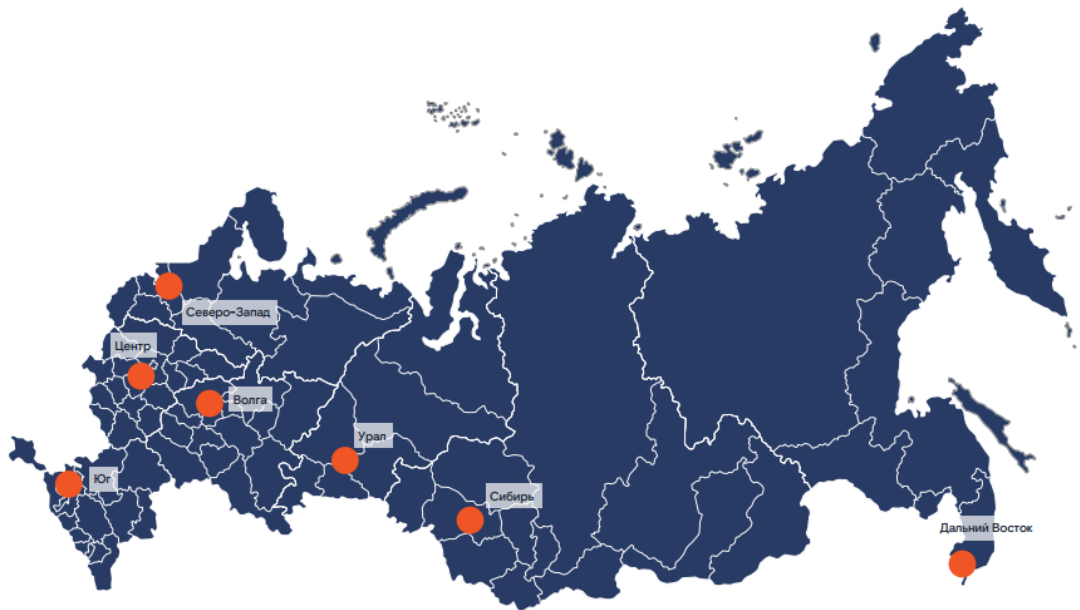 Северо-Запад
Центр
Волга
Урал
Юг
Сибирь
Дальний Восток